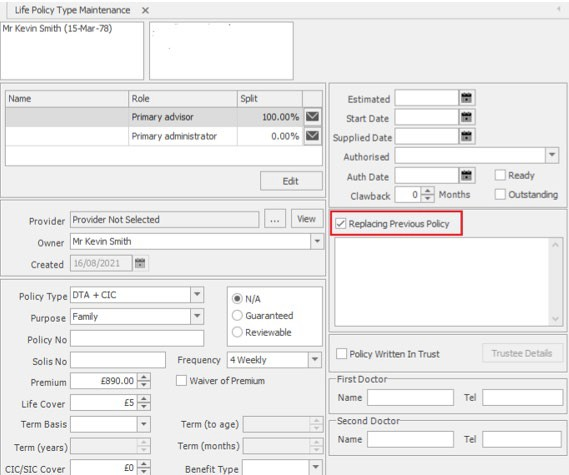 Life Policy Type Maintenance
Mr Kevin Smith (15-Mar-78)
Name Role Split
Primary advisor 100.00%
Primary administrator 0.00%
Edit
Provider Provider Not Selected ... View
Owner Mr Kevin Smith
Created 16/08/2021
Policy Type DTA + CIC
Purpose Family
Policy No
N/A
Guaranteed
Reviewable
Solis No Frequency 4 Weekly
Premium £890.00 Waiver of Premium
Life Cover £5
Term Basis Term (to age)
Term (years) Term (months)
CIC/SIC Cover £0 Benefit Type
Estimated
Start Date
Supplied Date
Authorised
Auth Date Ready
Clawback 0 Months Outstanding
Replacing Previous Policy
Policy Written In Trust Trustee Details
First Doctor
Name Tel
Second Doctor
Name Tel